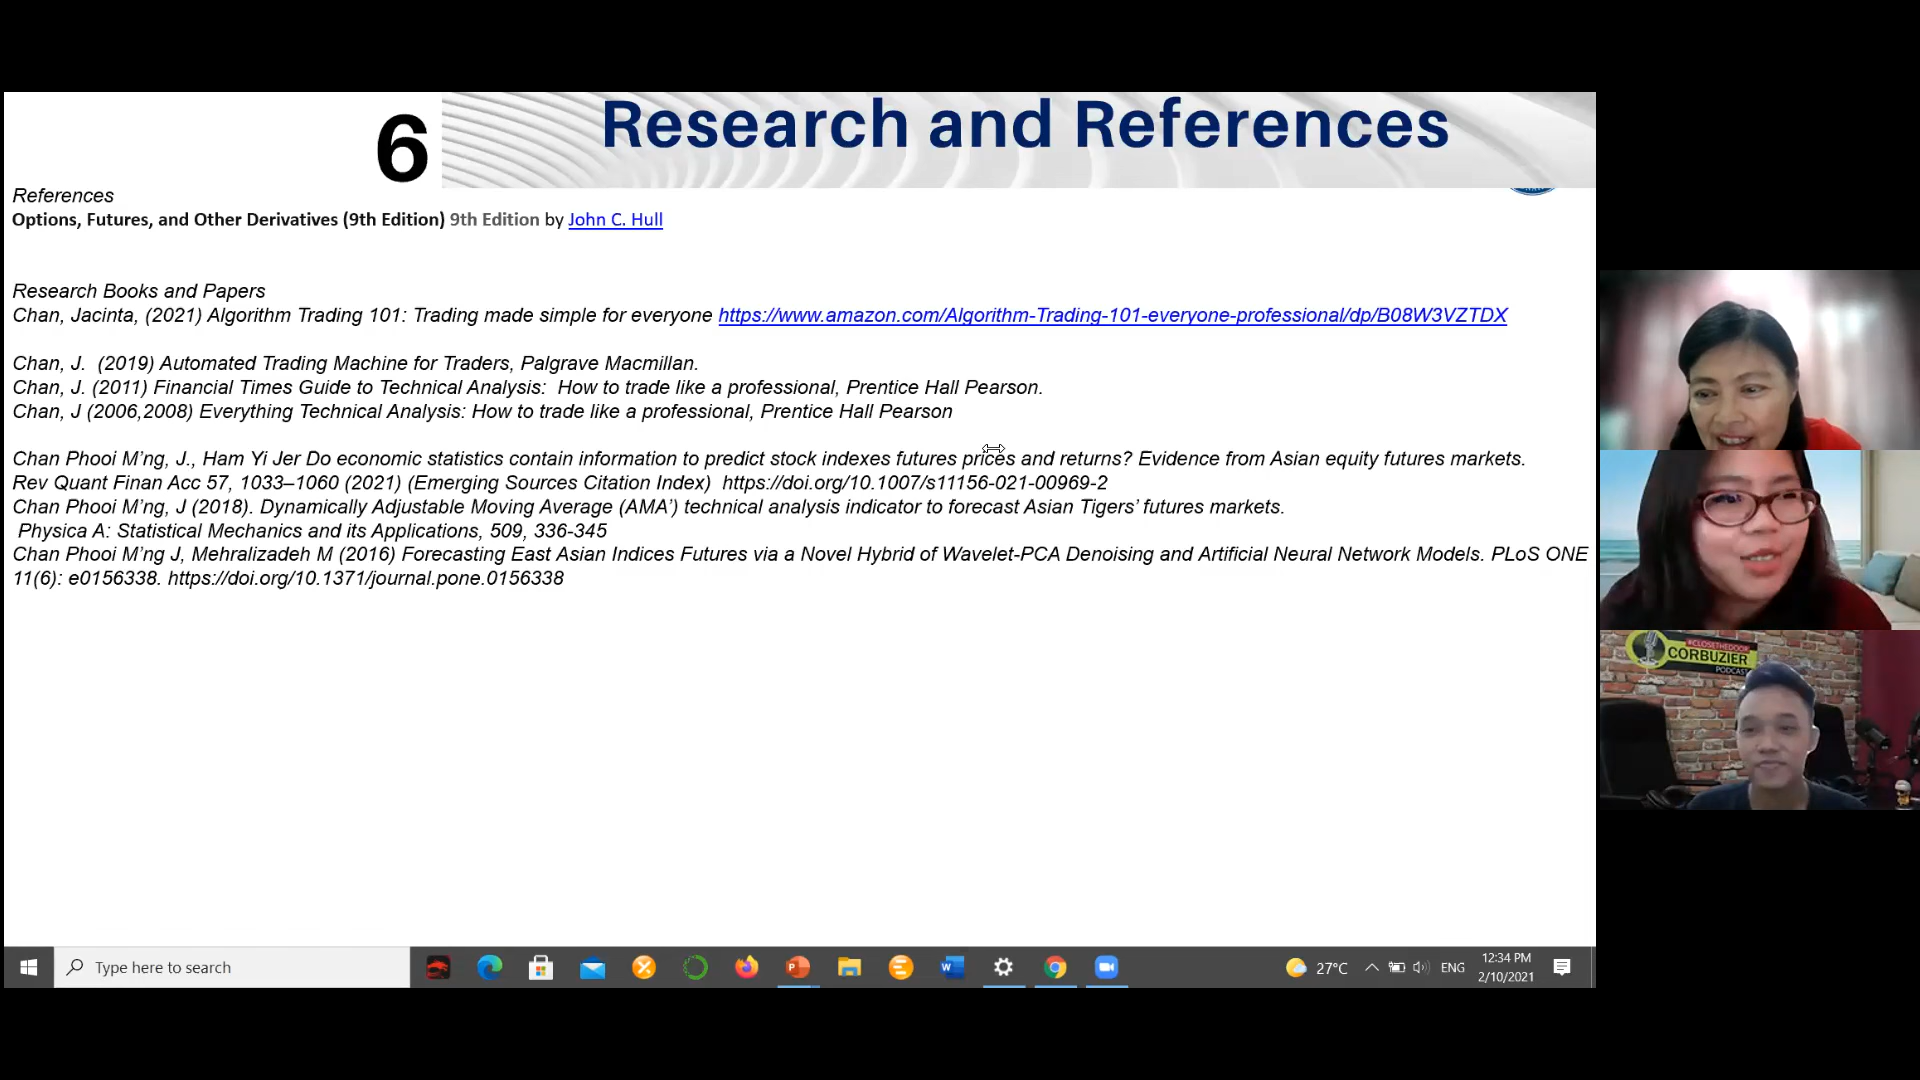 6
Research and References
References
Options, Futures, and Other Derivatives (9th Edition) 9th Edition by John C. Hull
Research Books and Papers
Chan, Jacinta, (2021) Algorithm Trading 101: Trading made simple for everyone https://www.amazon.com/Algorithm-Trading-101-everyone-professional/dp/B08W3VZTDX
Chan, J. (2019) Automated Trading Machine for Traders, Palgrave Macmillan.
Chan, J. (2011) Financial Times Guide to Technical Analysis: How to trade like a professional, Prentice Hall Pearson.
Chan, J (2006,2008) Everything Technical Analysis: How to trade like a professional, Prentice Hall Pearson
Chan Phooi M’ng, J., Ham Yi Jer Do economic statistics contain information to predict stock indexes futures prices and returns? Evidence from Asian equity futures markets.
Rev Quant Finan Acc 57, 1033–1060 (2021) (Emerging Sources Citation Index) https://doi.org/10.1007/s11156-021-00969-2
Chan Phooi M’ng, J (2018). Dynamically Adjustable Moving Average (AMA’) technical analysis indicator to forecast Asian Tigers’ futures markets.
Physica A: Statistical Mechanics and its Applications, 509, 336-345
Chan Phooi M’ng J, Mehralizadeh M (2016) Forecasting East Asian Indices Futures via a Novel Hybrid of Wavelet-PCA Denoising and Artificial Neural Network Models. PLoS ONE
11(6): e0156338. https://doi.org/10.1371/journal.pone.0156338
#CLOSETHEDOOR
CORBUZIER
PODCAST
Type here to search
27°C
ENG
12:34 PM
2/10/2021